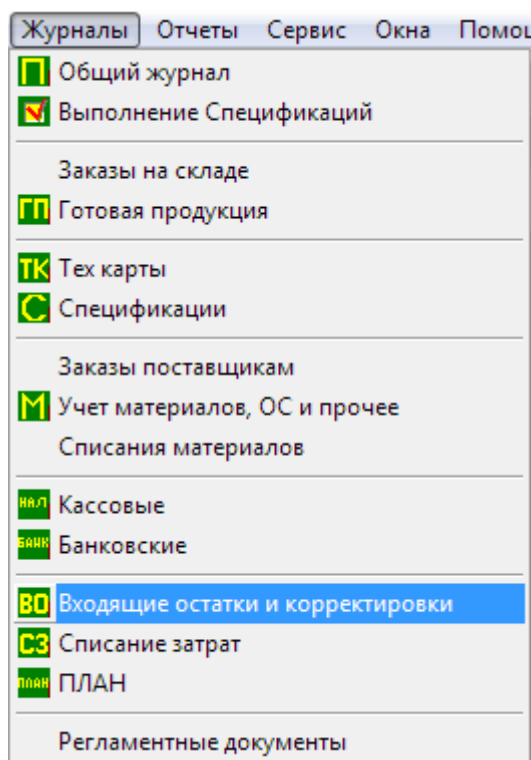 Журналы Отчеты Сервис Окна Помощ
П Общий журнал
Выполнение Спецификаций
Заказы на складе
ГП Готовая продукция
ТК Тех карты
С Спецификации
Заказы поставщикам
М Учет материалов, ОС и прочее
Списания материалов
НАЛ Кассовые
БАНК Банковские
ВО Входящие остатки и корректировки
СЗ Списание затрат
ПЛАН ПЛАН
Регламентные документы